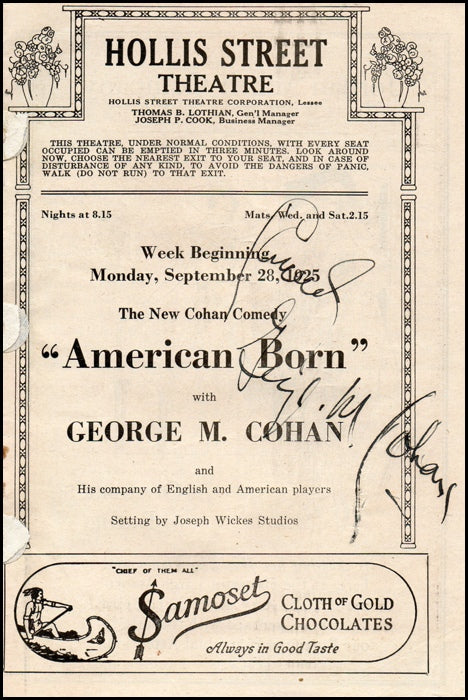 HOLLIS STREET
THEATRE
HOLLIS STREET THEATRE CORPORATION, Lessee
THOMAS B. LOTHIAN, Gen'l Manager
JOSEPH P. COOK, Business Manager
THIS THEATRE, UNDER NORMAL CONDITIONS, WITH EVERY SEAT
OCCUPIED CAN BE EMPTIED IN THREE MINUTES. LOOK AROUND
NOW, CHOOSE THE NEAREST EXIT TO YOUR SEAT, AND IN CASE OF
DISTURBANCE OF ANY KIND, TO AVOID THE DANGERS OF PANIC,
WALK (DO NOT RUN) TO THAT EXIT.
Nights at 8.15 Mats. Wed. and Sat. 2.15
Week Beginning
Monday, September 28, 1925
The New Cohan Comedy
"American Born"
with
GEORGE M. COHAN
and
His company of English and American players
Setting by Joseph Wickes Studios
George M. Cohan
"CHIEF OF THEM ALL"
Samoset
CLOTH OF GOLD
CHOCOLATES
Always in Good Taste